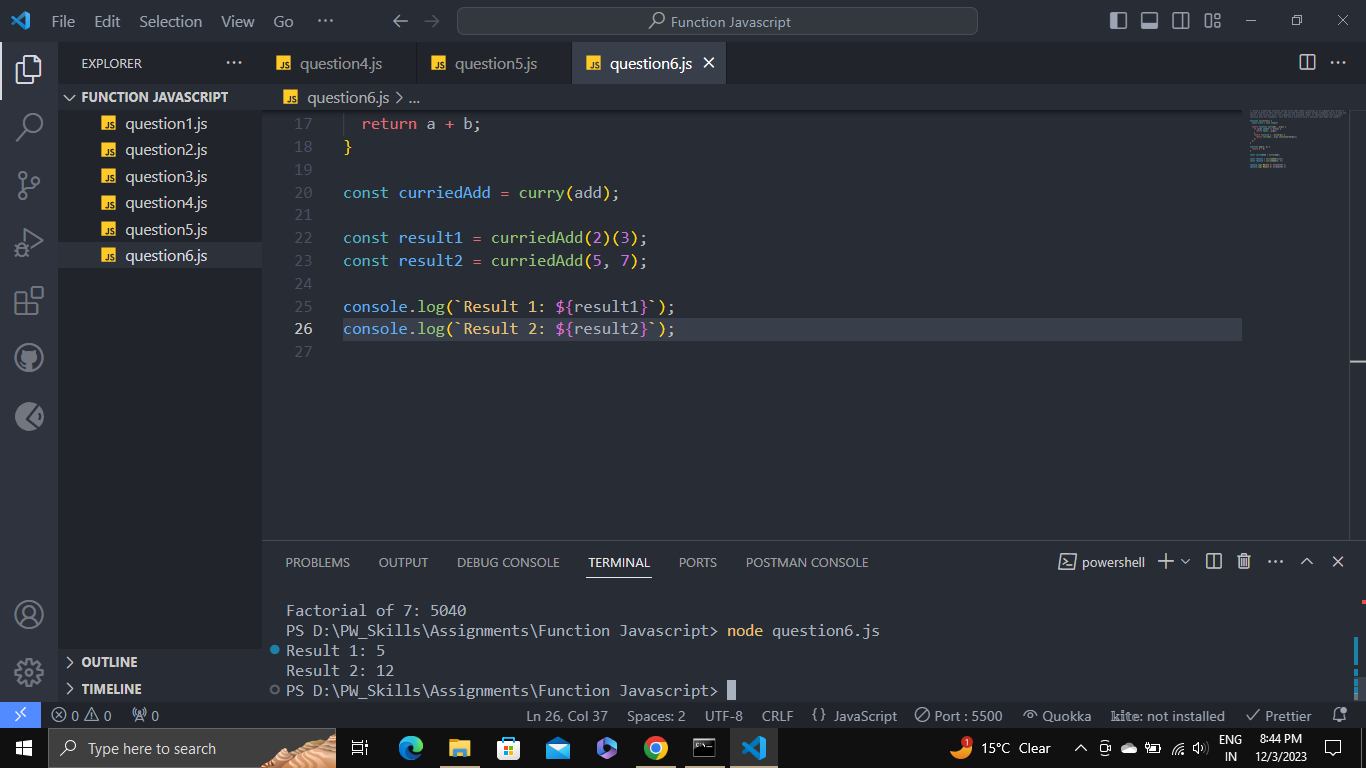 File Edit Selection View Go ... Function Javascript
EXPLORER ... question4.js question5.js question6.js
FUNCTION JAVASCRIPT question6.js > ...
question1.js
question2.js
question3.js
question4.js
question5.js
question6.js
17 return a + b;
18 }
19
20 const curriedAdd = curry(add);
21
22 const result1 = curriedAdd(2)(3);
23 const result2 = curriedAdd(5, 7);
24
25 console.log(`Result 1: ${result1}`);
26 console.log(`Result 2: ${result2}`);
27
PROBLEMS OUTPUT DEBUG CONSOLE TERMINAL PORTS POSTMAN CONSOLE powershell
Factorial of 7: 5040
PS D:\PW_Skills\Assignments\Function Javascript> node question6.js
Result 1: 5
Result 2: 12
PS D:\PW_Skills\Assignments\Function Javascript>
OUTLINE
TIMELINE
0 0 0 Ln 26, Col 37 Spaces: 2 UTF-8 CRLF {} JavaScript Port : 5500 Quokka kite: not installed Prettier
Type here to search 1 15°C Clear ENG IN 8:44 PM 12/3/2023